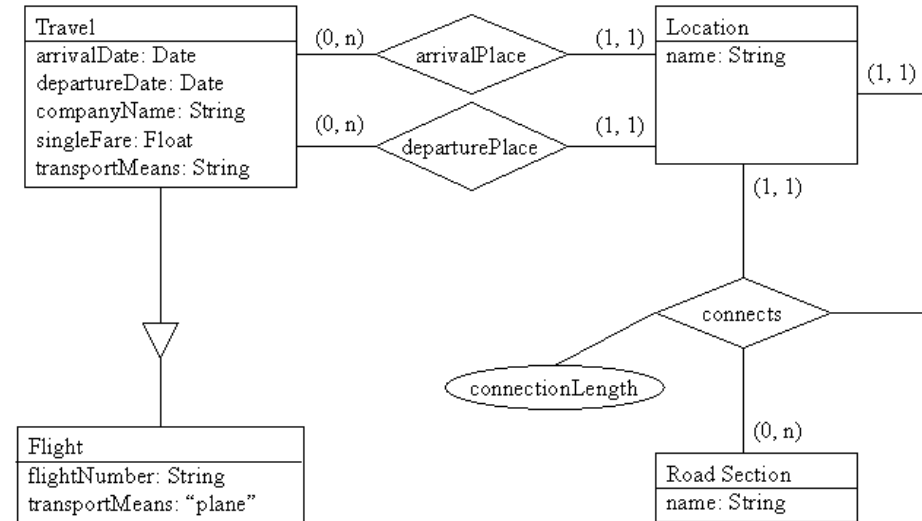 Travel
arrivalDate: Date
departureDate: Date
companyName: String
singleFare: Float
transportMeans: String
(0, n)
arrivalPlace
(1, 1)
(0, n)
departurePlace
(1, 1)
Location
name: String
(1, 1)
(1, 1)
connects
connectionLength
(0, n)
Flight
flightNumber: String
transportMeans: “plane”
Road Section
name: String